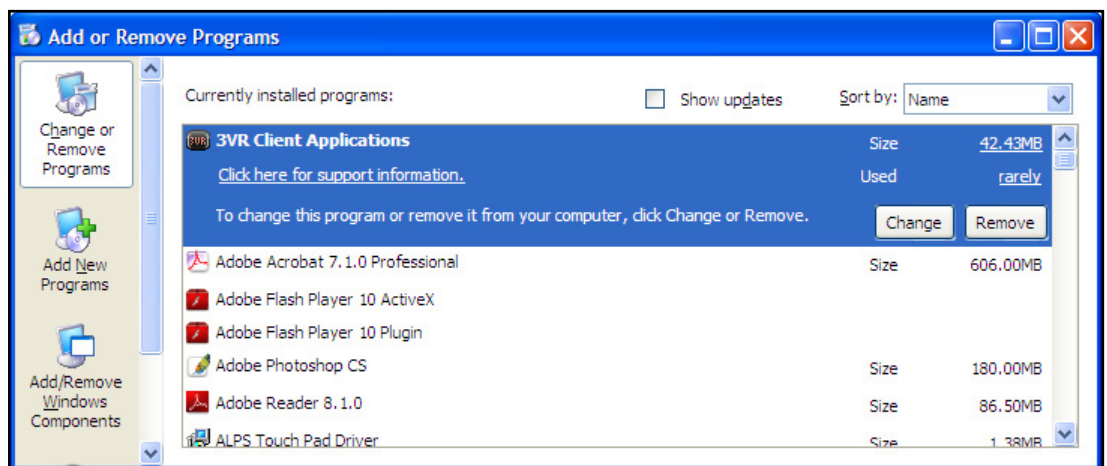 Add or Remove Programs
Change or
Remove
Programs
Add New
Programs
Add/Remove
Windows
Components
Currently installed programs:
Show updates
Sort by: Name
3VR 3VR Client Applications Size 42.43MB
Click here for support information. Used rarely
To change this program or remove it from your computer, click Change or Remove. Change Remove
Adobe Acrobat 7.1.0 Professional Size 606.00MB
Adobe Flash Player 10 ActiveX
Adobe Flash Player 10 Plugin
Adobe Photoshop CS Size 180.00MB
Adobe Reader 8.1.0 Size 86.50MB
ALPS Touch Pad Driver Size 1.38MB